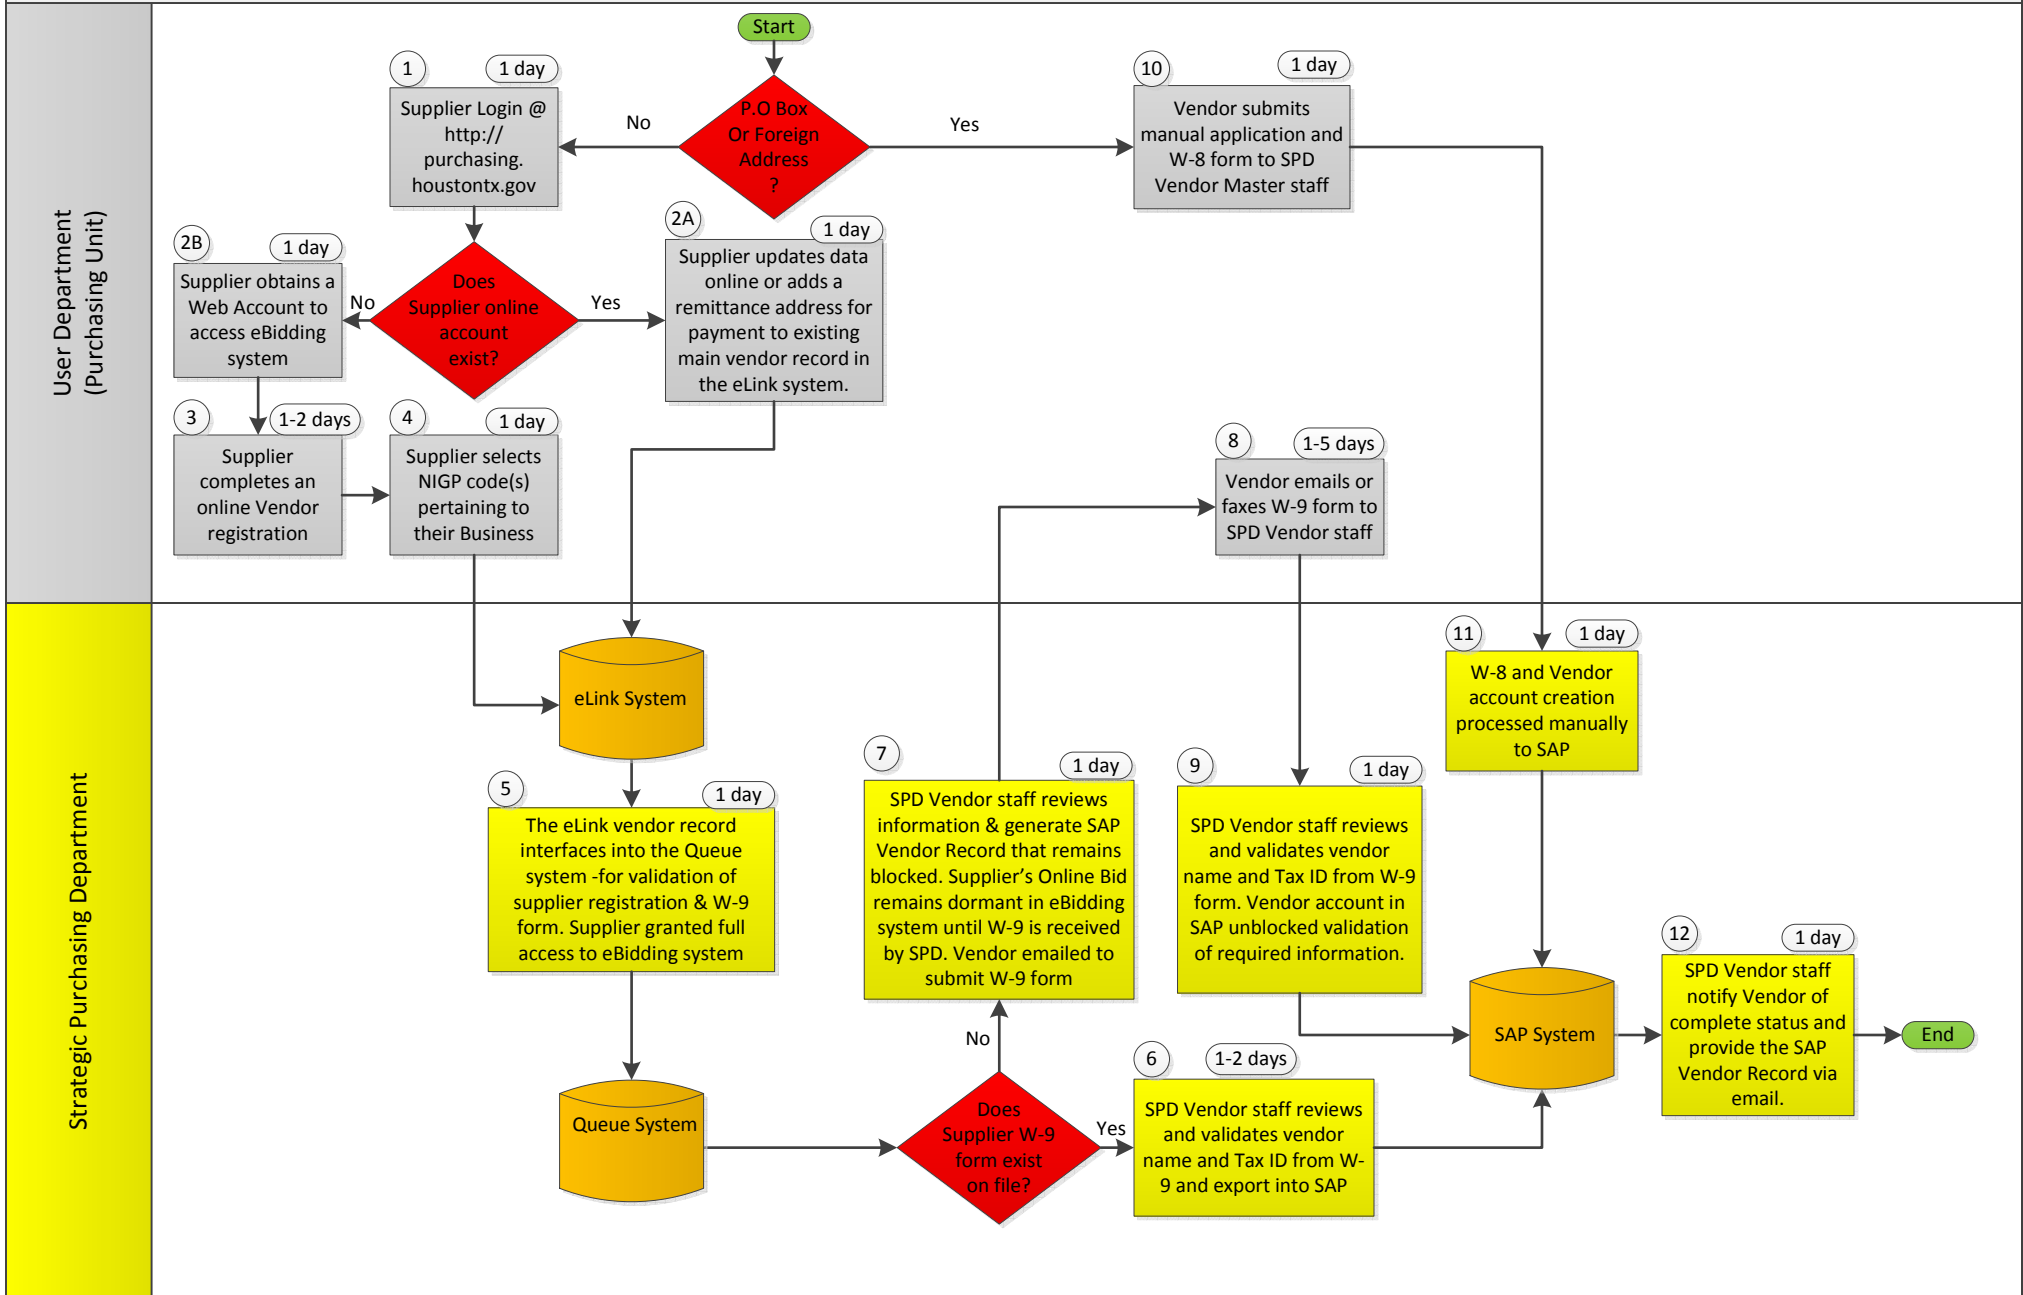 Start
1
1 day
Supplier Login @
http://
purchasing.
houstontx.gov
No
P.O Box
Or Foreign
Address
?
Yes
10
1 day
Vendor submits
manual application and
W-8 form to SPD
Vendor Master staff
User Department
(Purchasing Unit)
2B
1 day
Supplier obtains a
Web Account to
access eBidding
system
No
Does
Supplier online
account
exist?
Yes
2A
1 day
Supplier updates data
online or adds a
remittance address for
payment to existing
main vendor record in
the eLink system.
3
1-2 days
Supplier
completes an
online Vendor
registration
4
1 day
Supplier selects
NIGP code(s)
pertaining to
their Business
8
1-5 days
Vendor emails or
faxes W-9 form to
SPD Vendor staff
Strategic Purchasing Department
eLink System
11
1 day
W-8 and Vendor
account creation
processed manually
to SAP
5
1 day
The eLink vendor record
interfaces into the Queue
system -for validation of
supplier registration & W-9
form. Supplier granted full
access to eBidding system
7
1 day
SPD Vendor staff reviews
information & generate SAP
Vendor Record that remains
blocked. Supplier’s Online Bid
remains dormant in eBidding
system until W-9 is received
by SPD. Vendor emailed to
submit W-9 form
9
1 day
SPD Vendor staff reviews
and validates vendor
name and Tax ID from W-9
form. Vendor account in
SAP unblocked validation
of required information.
Queue System
No
Does
Supplier W-9
form exist
on file?
Yes
6
1-2 days
SPD Vendor staff reviews
and validates vendor
name and Tax ID from W-
9 and export into SAP
SAP System
12
1 day
SPD Vendor staff
notify Vendor of
complete status and
provide the SAP
Vendor Record via
email.
End